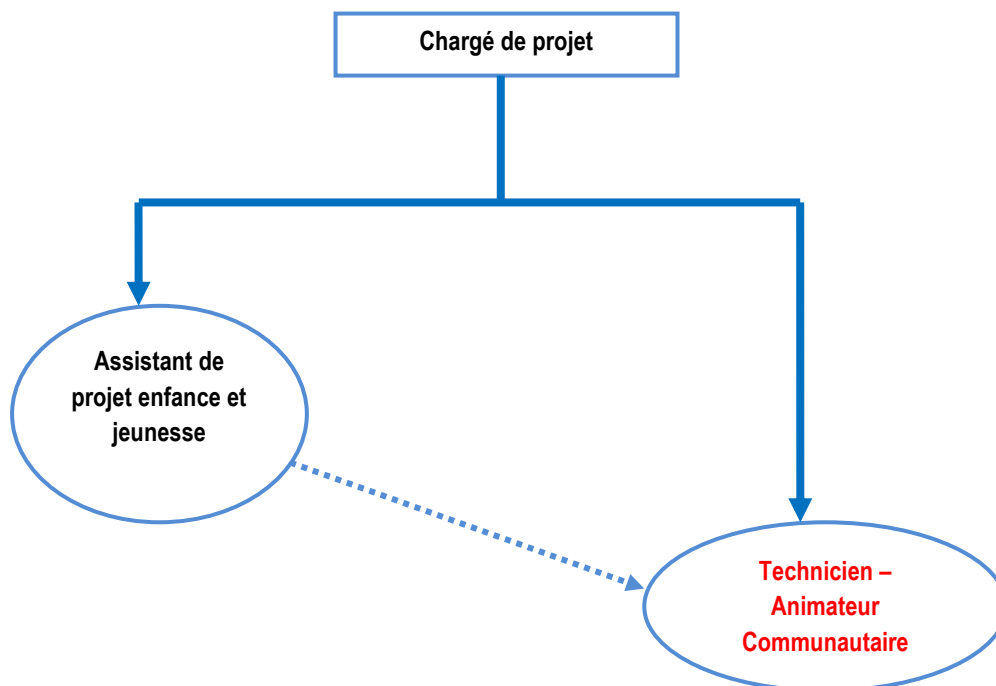 Chargé de projet
Assistant de
projet enfance et
jeunesse
Technicien –
Animateur
Communautaire